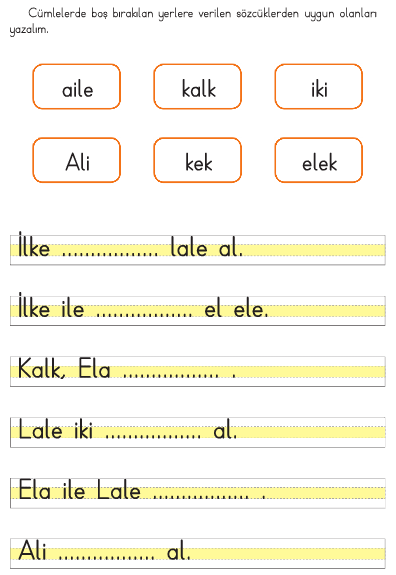 Cümlelerde boş bırakılan yerlere verilen sözcüklerden uygun olanları
yazalım.
aile kalk iki
Ali kek elek
İlke ................. lale al.
İlke ile ................. el ele.
Kalk, Ela ................. .
Lale iki ................. al.
Ela ile Lale ................. .
Ali ................. al.